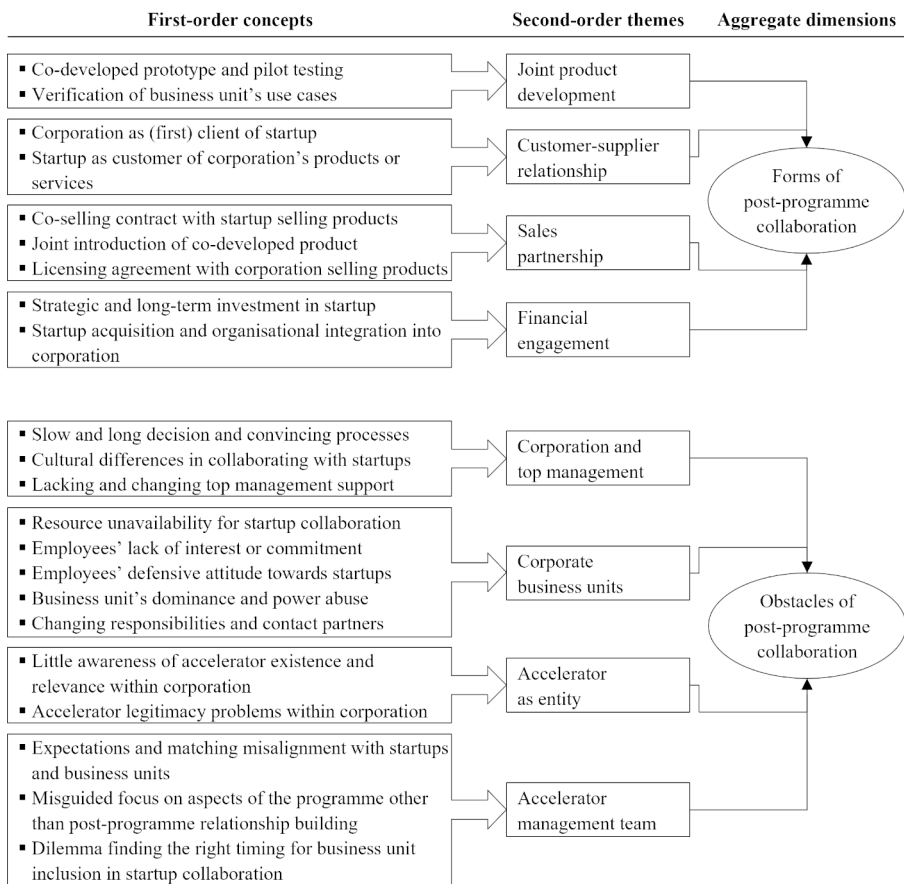 First-order concepts
Second-order themes
Aggregate dimensions
▪ Co-developed prototype and pilot testing
▪ Verification of business unit's use cases
Joint product
development
▪ Corporation as (first) client of startup
▪ Startup as customer of corporation's products or
services
Customer-supplier
relationship
▪ Co-selling contract with startup selling products
▪ Joint introduction of co-developed product
▪ Licensing agreement with corporation selling products
Sales
partnership
▪ Strategic and long-term investment in startup
▪ Startup acquisition and organisational integration into
corporation
Financial
engagement
Forms of
post-programme
collaboration
▪ Slow and long decision and convincing processes
▪ Cultural differences in collaborating with startups
▪ Lacking and changing top management support
Corporation and
top management
▪ Resource unavailability for startup collaboration
▪ Employees' lack of interest or commitment
▪ Employees' defensive attitude towards startups
▪ Business unit's dominance and power abuse
▪ Changing responsibilities and contact partners
Corporate
business units
▪ Little awareness of accelerator existence and
relevance within corporation
▪ Accelerator legitimacy problems within corporation
Accelerator
as entity
▪ Expectations and matching misalignment with startups
and business units
▪ Misguided focus on aspects of the programme other
than post-programme relationship building
▪ Dilemma finding the right timing for business unit
inclusion in startup collaboration
Accelerator
management team
Obstacles of
post-programme
collaboration